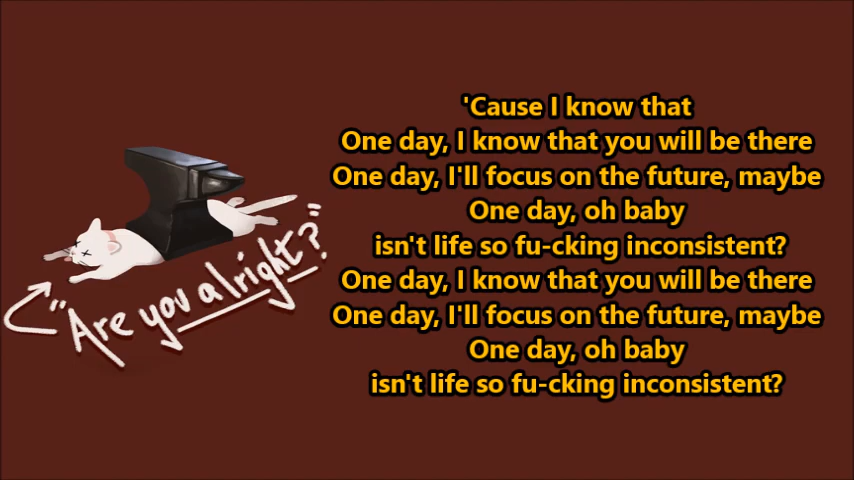 'Cause I know that
One day, I know that you will be there
One day, I'll focus on the future, maybe
One day, oh baby
isn't life so fu-cking inconsistent?
One day, I know that you will be there
One day, I'll focus on the future, maybe
One day, oh baby
isn't life so fu-cking inconsistent?
"Are you alright?"